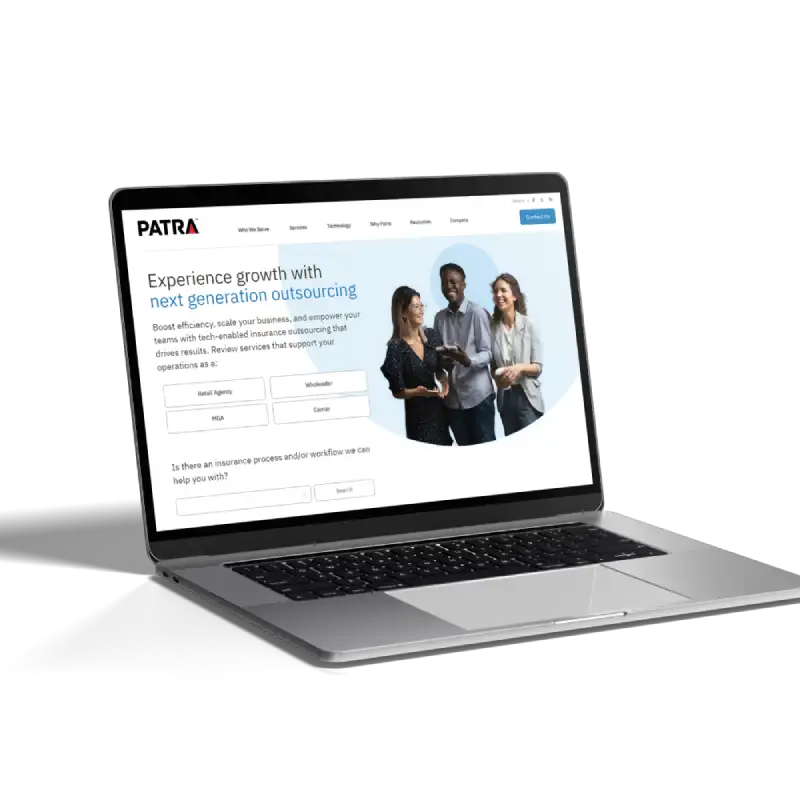 PATRA
Who We Serve Services Technology Why Patra Resources Company
Contact Us
Experience growth with
next generation outsourcing
Boost efficiency, scale your business, and empower your
teams with tech-enabled insurance outsourcing that
drives results. Review services that support your
operations as a:
Retail Agency Wholesaler
MGA Carrier
Is there an insurance process and/or workflow we can
help you with?
Search